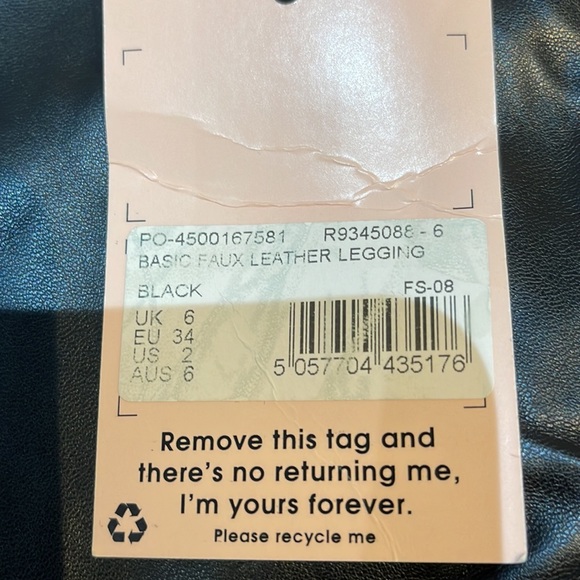 PO-4500167581 R9345088 - 6
BASIC FAUX LEATHER LEGGING
BLACK FS-08
UK 6
EU 34
US 2
AUS 6
5 057704 435176
Remove this tag and
there's no returning me,
I'm yours forever.
Please recycle me